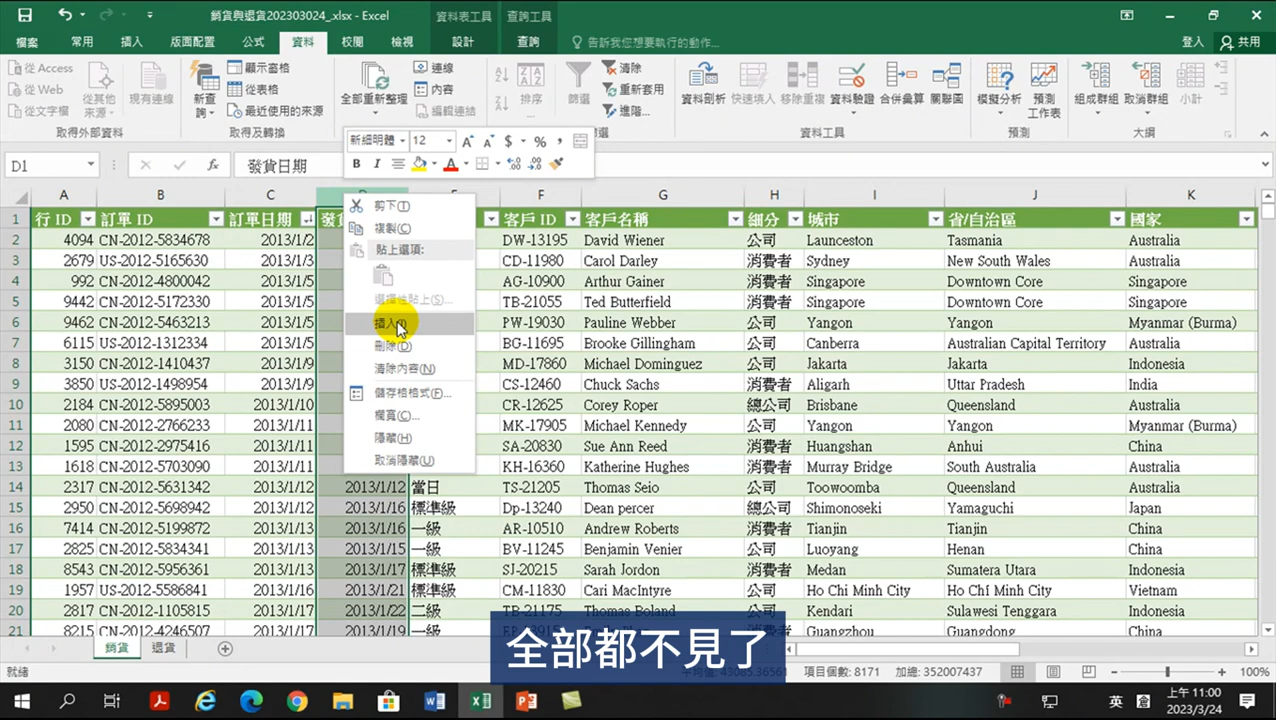 銷貨與退貨202303024_.xlsx - Excel
資料表工具 查詢工具
檔案 常用 插入 版面配置 公式 資料 校閱 檢視 設計 查詢 告訴我您想要執行的動作... 登入 共用
從 Access
從 Web
從文字檔
從其他來源
現有連線
取得外部資料
新查詢
顯示查詢
從表格
最近使用的來源
取得及轉換
全部重新整理
連線
內容
編輯連結
排序
篩選
清除
重新套用
進階...
資料剖析 快速填入 移除重複 資料驗證 合併彙算 關聯圖
資料工具
模擬分析 預測工作表
預測
組成群組 取消群組 小計
大綱
新細明體 12
B I
D1 fx 發貨日期
A B C F G H I J K
1 行 ID 訂單 ID 訂單日期 發貨 客戶 ID 客戶名稱 細分 城市 省/自治區 國家
2 4094 CN-2012-5834678 2013/1/2 DW-13195 David Wiener 公司 Launceston Tasmania Australia
3 2679 US-2012-5165630 2013/1/3 CD-11980 Carol Darley 消費者 Sydney New South Wales Australia
4 992 CN-2012-4800042 2013/1/5 AG-10900 Arthur Gainer 消費者 Singapore Downtown Core Singapore
5 9442 CN-2012-5172330 2013/1/5 TB-21055 Ted Butterfield 消費者 Singapore Downtown Core Singapore
6 9462 CN-2012-5463213 2013/1/5 PW-19030 Pauline Webber 公司 Yangon Yangon Myanmar (Burma)
7 6115 US-2012-1312334 2013/1/7 BG-11695 Brooke Gillingham 消費者 Canberra Australian Capital Territory Australia
8 3150 CN-2012-1410437 2013/1/9 MD-17860 Michael Dominguez 公司 Jakarta Jakarta Indonesia
9 3850 US-2012-1498954 2013/1/9 CS-12460 Chuck Sachs 消費者 Aligarh Uttar Pradesh India
10 2184 CN-2012-5895003 2013/1/10 CR-12625 Corey Roper 總公司 Brisbane Queensland Australia
11 2080 CN-2012-2766233 2013/1/11 MK-17905 Michael Kennedy 公司 Yangon Yangon Myanmar (Burma)
12 1595 CN-2012-2975416 2013/1/11 SA-20830 Sue Ann Reed 消費者 Huangshan Anhui China
13 1618 CN-2012-5703090 2013/1/11 KH-16360 Katherine Hughes 消費者 Murray Bridge South Australia Australia
14 2317 CN-2012-5631342 2013/1/12 2013/1/12 當日 TS-21205 Thomas Seio 公司 Toowoomba Queensland Australia
15 2950 CN-2012-5698942 2013/1/12 2013/1/16 標準級 Dp-13240 Dean percer 總公司 Shimonoseki Yamaguchi Japan
16 7414 CN-2012-5199872 2013/1/13 2013/1/15 一級 AR-10510 Andrew Roberts 消費者 Tianjin Tianjin China
17 2825 CN-2012-5834341 2013/1/13 2013/1/15 一級 BV-11245 Benjamin Venier 公司 Luoyang Henan China
18 8543 CN-2012-5956361 2013/1/13 2013/1/17 標準級 SJ-20215 Sarah Jordon 消費者 Medan Sumatera Utara Indonesia
19 1957 US-2012-5586841 2013/1/16 2013/1/21 標準級 CM-11830 Cari MacIntyre 公司 Ho Chi Minh City Ho Chí Minh City Vietnam
20 2817 CN-2012-1105815 2013/1/17 2013/1/22 二級 TB-21175 Thomas Boland 公司 Kendari Sulawesi Tenggara Indonesia
21 8215 CN-2012-4246507 2013/1/17 2013/1/19 一級 Guangzhou Guangdong China
剪下(T)
複製(C)
貼上選項:
選擇性貼上(S)...
插入(I)
刪除(D)
清除內容(N)
儲存格格式(F)...
欄寬(C)...
隱藏(H)
取消隱藏(U)
全部都不見了
銷貨 退貨
就緒 項目個數: 8171 加總: 352007437 100%
英 上午 11:00
2023/3/24